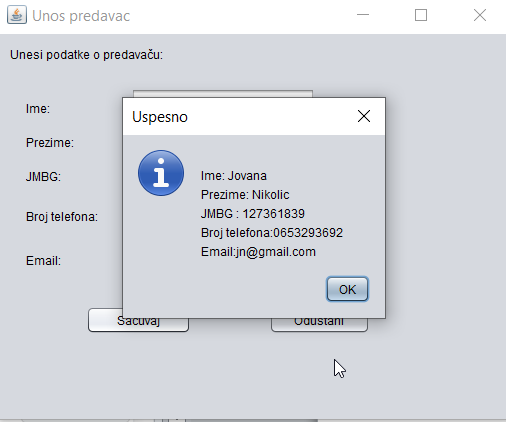 Unos predavac
Unesi podatke o predavaču:
Ime:
Prezime:
JMBG:
Broj telefona:
Email:
Uspesno
Ime: Jovana
Prezime: Nikolic
JMBG : 127361839
Broj telefona:0653293692
Email:jn@gmail.com
OK
Sacuvaj
Odustani